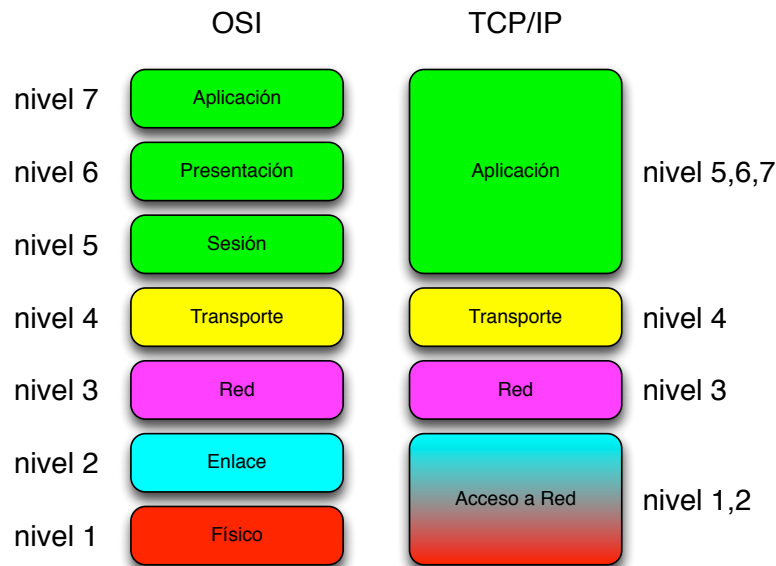 OSI TCP/IP
nivel 7 Aplicación
nivel 6 Presentación Aplicación nivel 5,6,7
nivel 5 Sesión
nivel 4 Transporte Transporte nivel 4
nivel 3 Red Red nivel 3
nivel 2 Enlace
Acceso a Red nivel 1,2
nivel 1 Físico